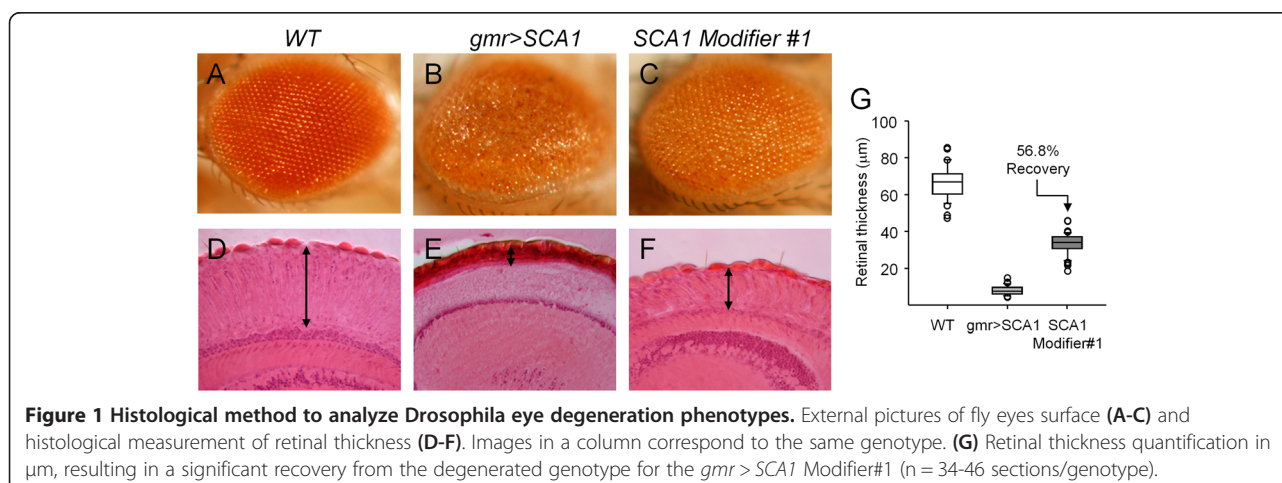 WT
gmr>SCA1
SCA1 Modifier #1
A
B
C
D
E
F
G
100
80
60
40
20
Retinal thickness (μm)
56.8%
Recovery
WT
gmr>SCA1
SCA1
Modifier#1
Figure 1 Histological method to analyze Drosophila eye degeneration phenotypes. External pictures of fly eyes surface (A-C) and
histological measurement of retinal thickness (D-F). Images in a column correspond to the same genotype. (G) Retinal thickness quantification in
μm, resulting in a significant recovery from the degenerated genotype for the gmr > SCA1 Modifier#1 (n = 34-46 sections/genotype).